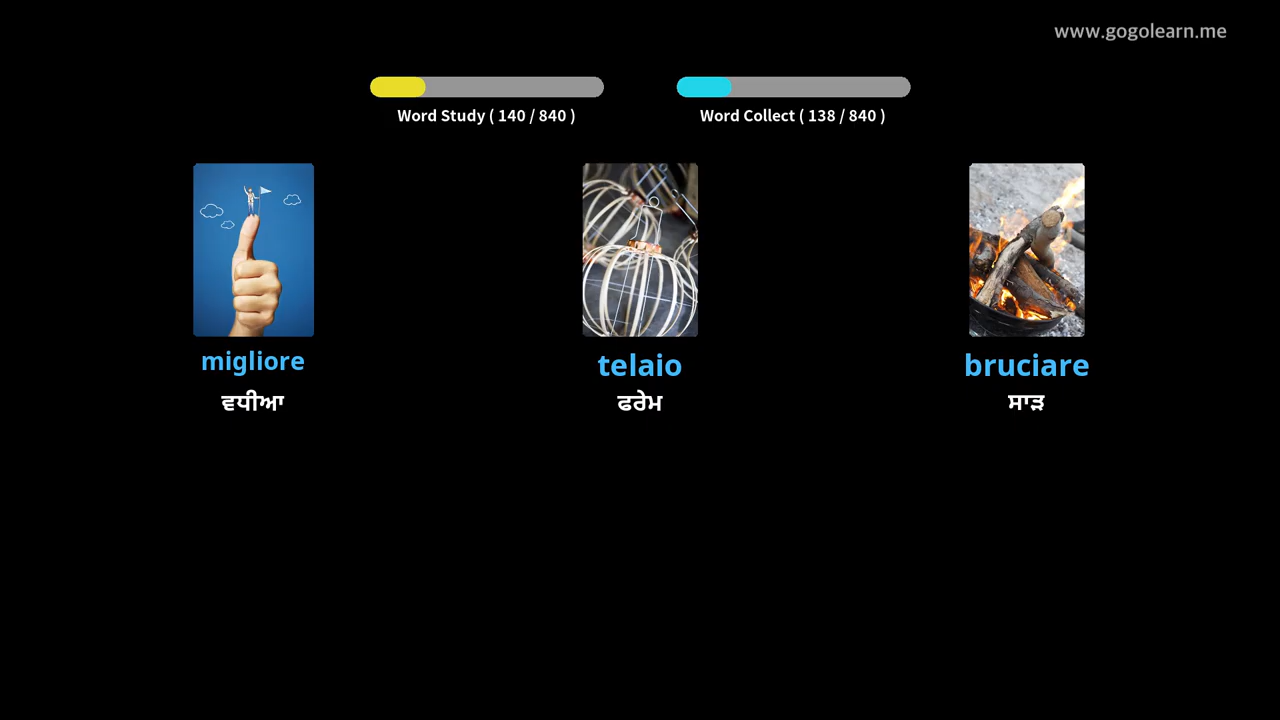 www.gogolearn.me
Word Study ( 140 / 840 )
Word Collect ( 138 / 840 )
migliore
telaio
bruciare
ਵਧੀਆ
ਫਰੇਮ
ਸਾੜ